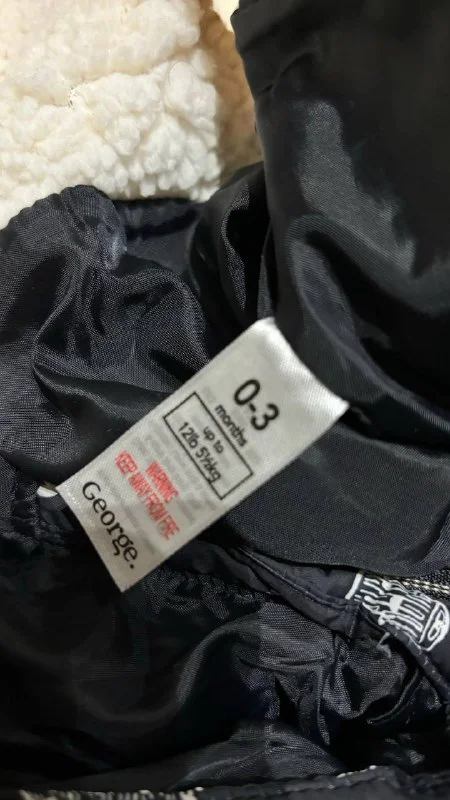 0-3
months
up to
12lb 5½kg
WARNING
KEEP AWAY FROM FIRE
George.